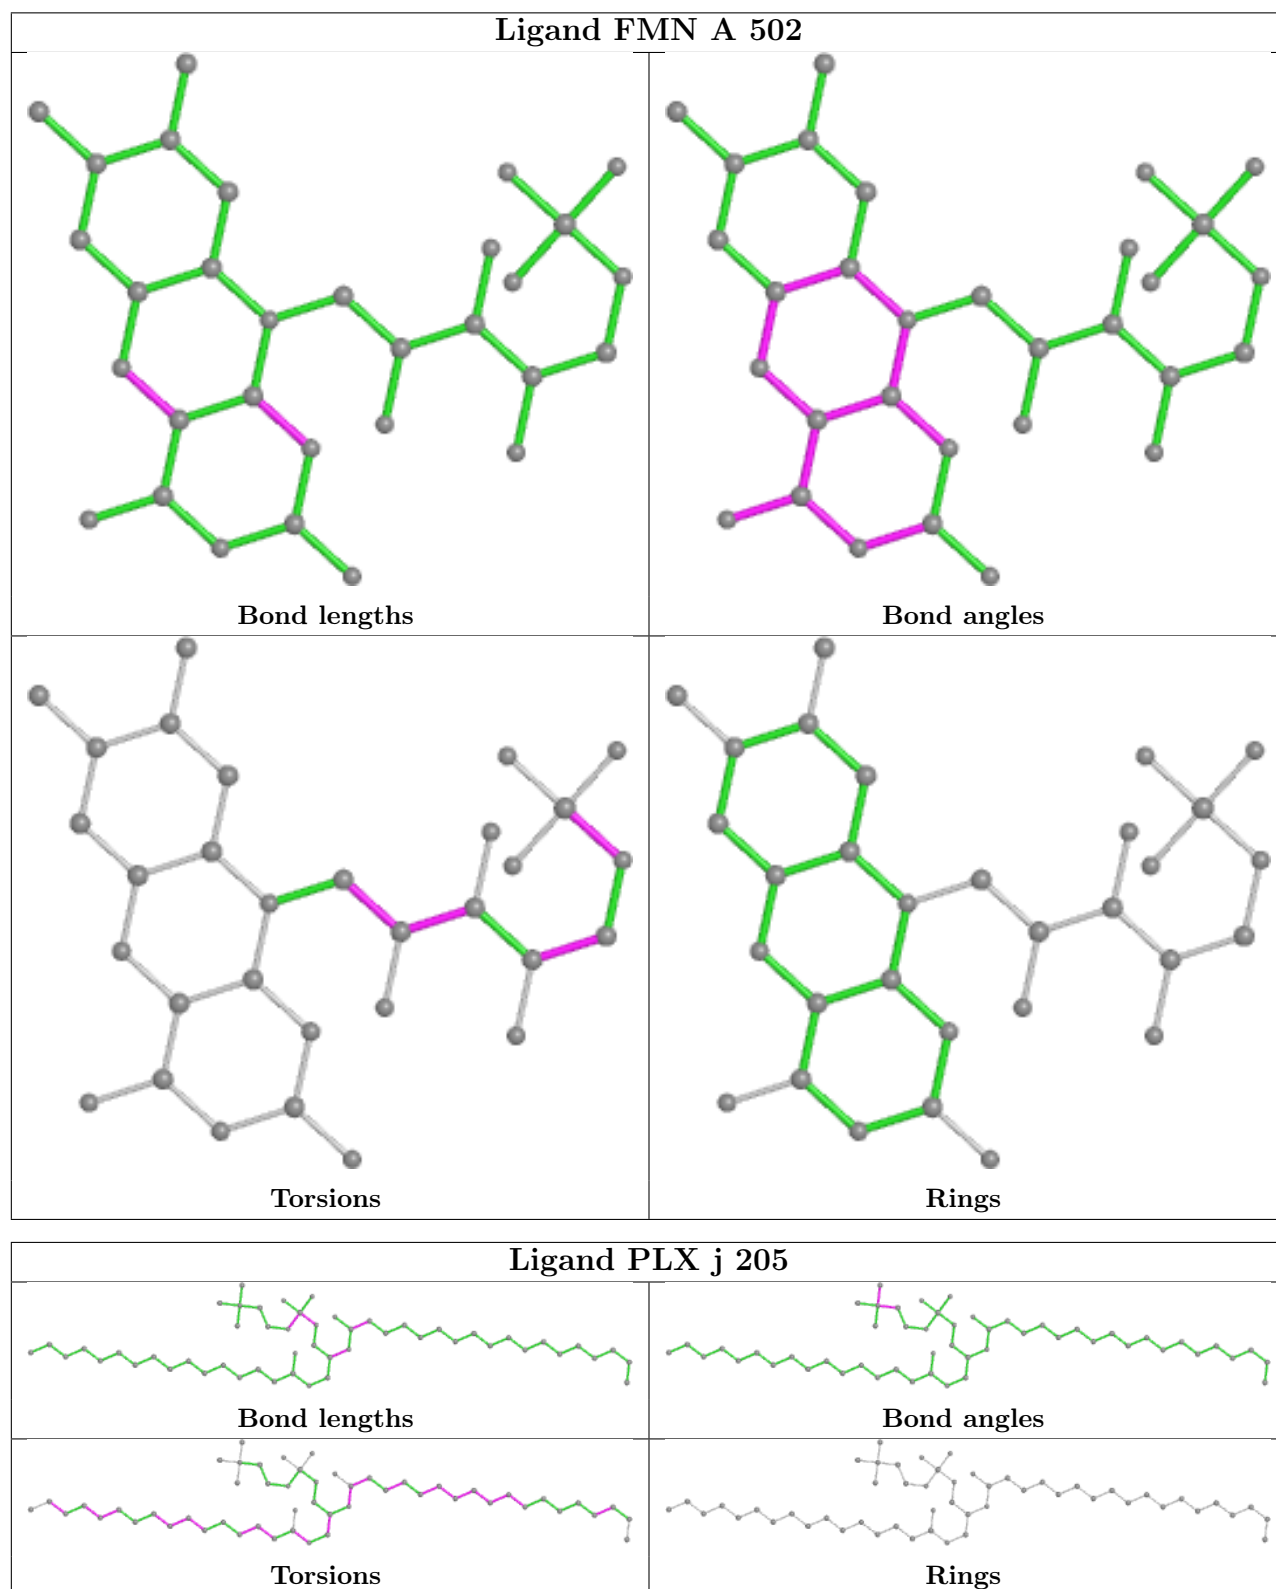 Ligand FMN A 502
Bond lengths
Bond angles
Torsions
Rings
Ligand PLX j 205
Bond lengths
Bond angles
Torsions
Rings